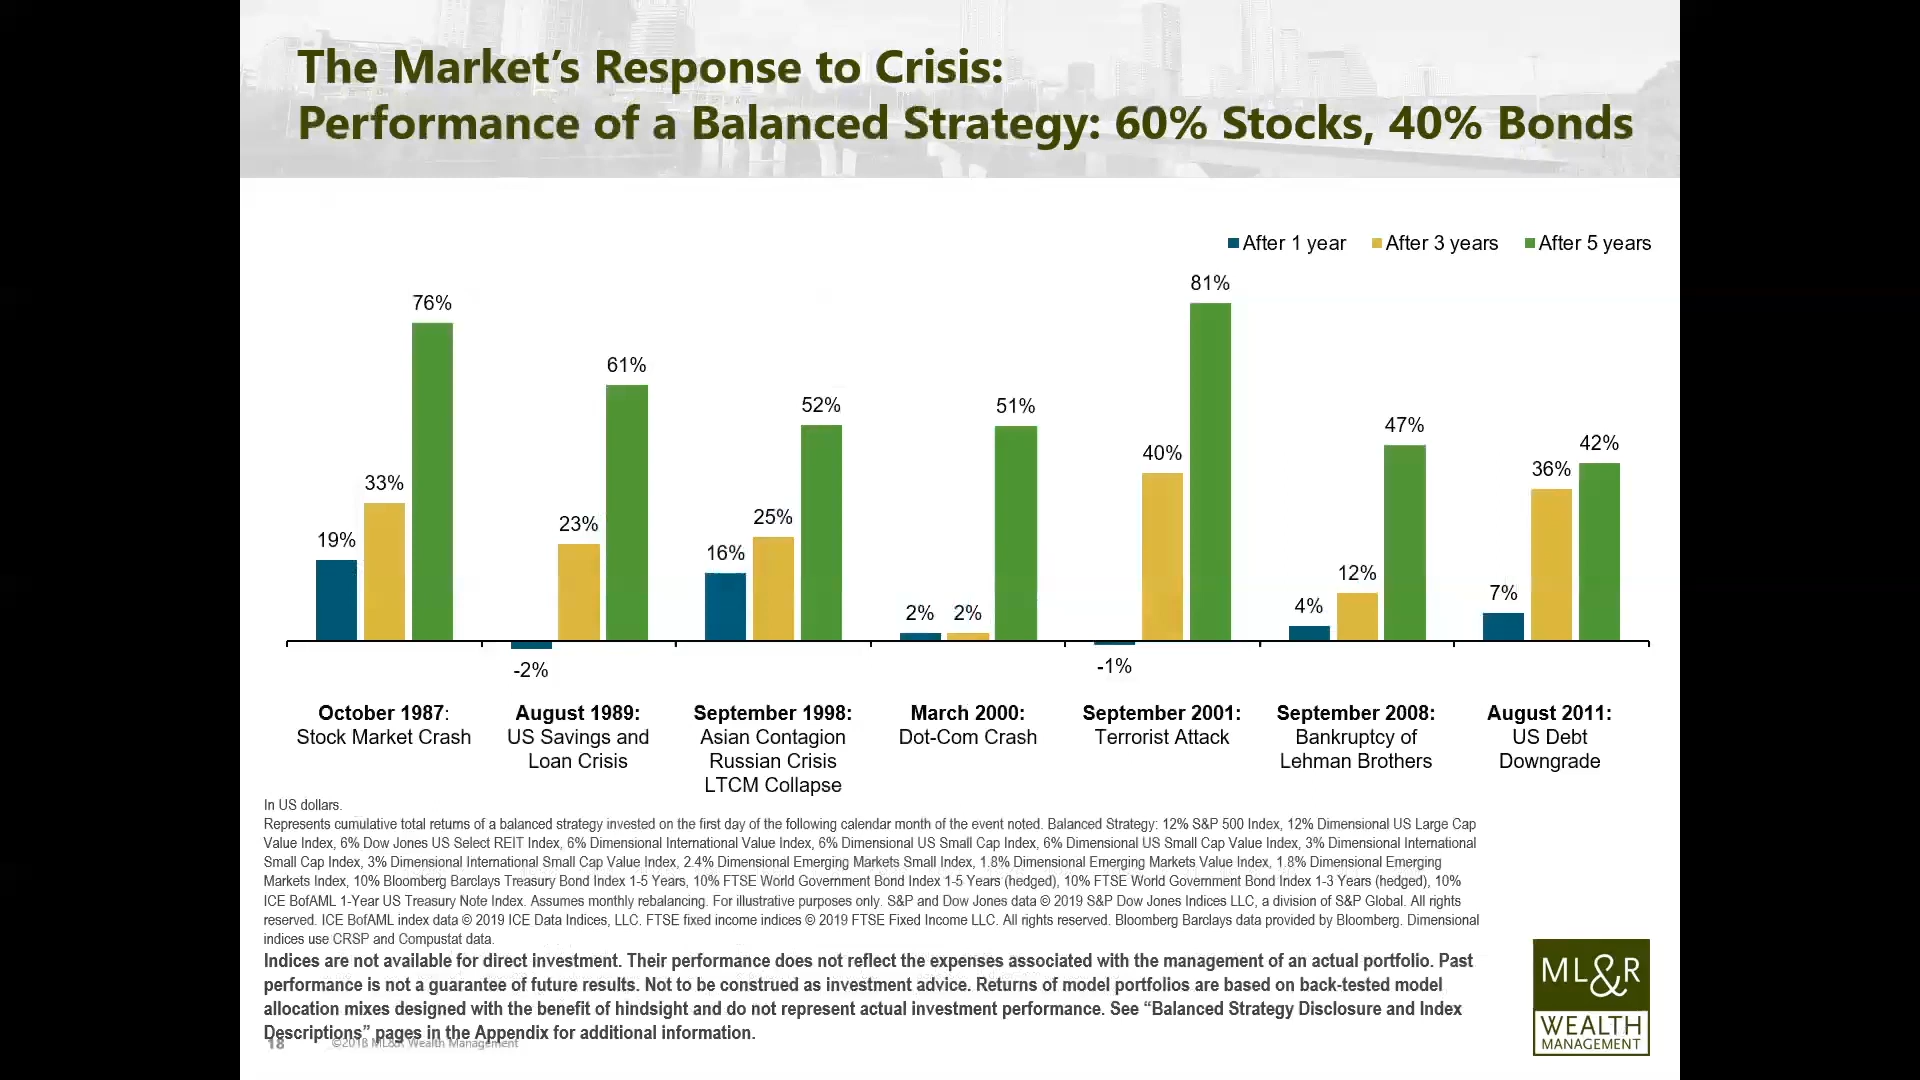 The Market’s Response to Crisis:
Performance of a Balanced Strategy: 60% Stocks, 40% Bonds
After 1 year After 3 years After 5 years
19% 33% 76%
-2% 23% 61%
16% 25% 52%
2% 2% 51%
-1% 40% 81%
4% 12% 47%
7% 36% 42%
October 1987:
Stock Market Crash
August 1989:
US Savings and
Loan Crisis
September 1998:
Asian Contagion
Russian Crisis
LTCM Collapse
March 2000:
Dot-Com Crash
September 2001:
Terrorist Attack
September 2008:
Bankruptcy of
Lehman Brothers
August 2011:
US Debt
Downgrade
In US dollars.
Represents cumulative total returns of a balanced strategy invested on the first day of the following calendar month of the event noted. Balanced Strategy: 12% S&P 500 Index, 12% Dimensional US Large Cap
Value Index, 6% Dow Jones US Select REIT Index, 6% Dimensional International Value Index, 6% Dimensional US Small Cap Index, 6% Dimensional US Small Cap Value Index, 3% Dimensional International
Small Cap Index, 3% Dimensional International Small Cap Value Index, 2.4% Dimensional Emerging Markets Small Index, 1.8% Dimensional Emerging Markets Value Index, 1.8% Dimensional Emerging
Markets Index, 10% Bloomberg Barclays Treasury Bond Index 1-5 Years, 10% FTSE World Government Bond Index 1-5 Years (hedged), 10% FTSE World Government Bond Index 1-3 Years (hedged), 10%
ICE BofAML 1-Year US Treasury Note Index. Assumes monthly rebalancing. For illustrative purposes only. S&P and Dow Jones data © 2019 S&P Dow Jones Indices LLC, a division of S&P Global. All rights
reserved. ICE BofAML index data © 2019 ICE Data Indices, LLC. FTSE fixed income indices © 2019 FTSE Fixed Income LLC. All rights reserved. Bloomberg Barclays data provided by Bloomberg. Dimensional
indices use CRSP and Compustat data.
Indices are not available for direct investment. Their performance does not reflect the expenses associated with the management of an actual portfolio. Past
performance is not a guarantee of future results. Not to be construed as investment advice. Returns of model portfolios are based on back-tested model
allocation mixes designed with the benefit of hindsight and do not represent actual investment performance. See “Balanced Strategy Disclosure and Index
Descriptions” pages in the Appendix for additional information.
18 ©2018 ML&R Wealth Management
ML&R
WEALTH
MANAGEMENT